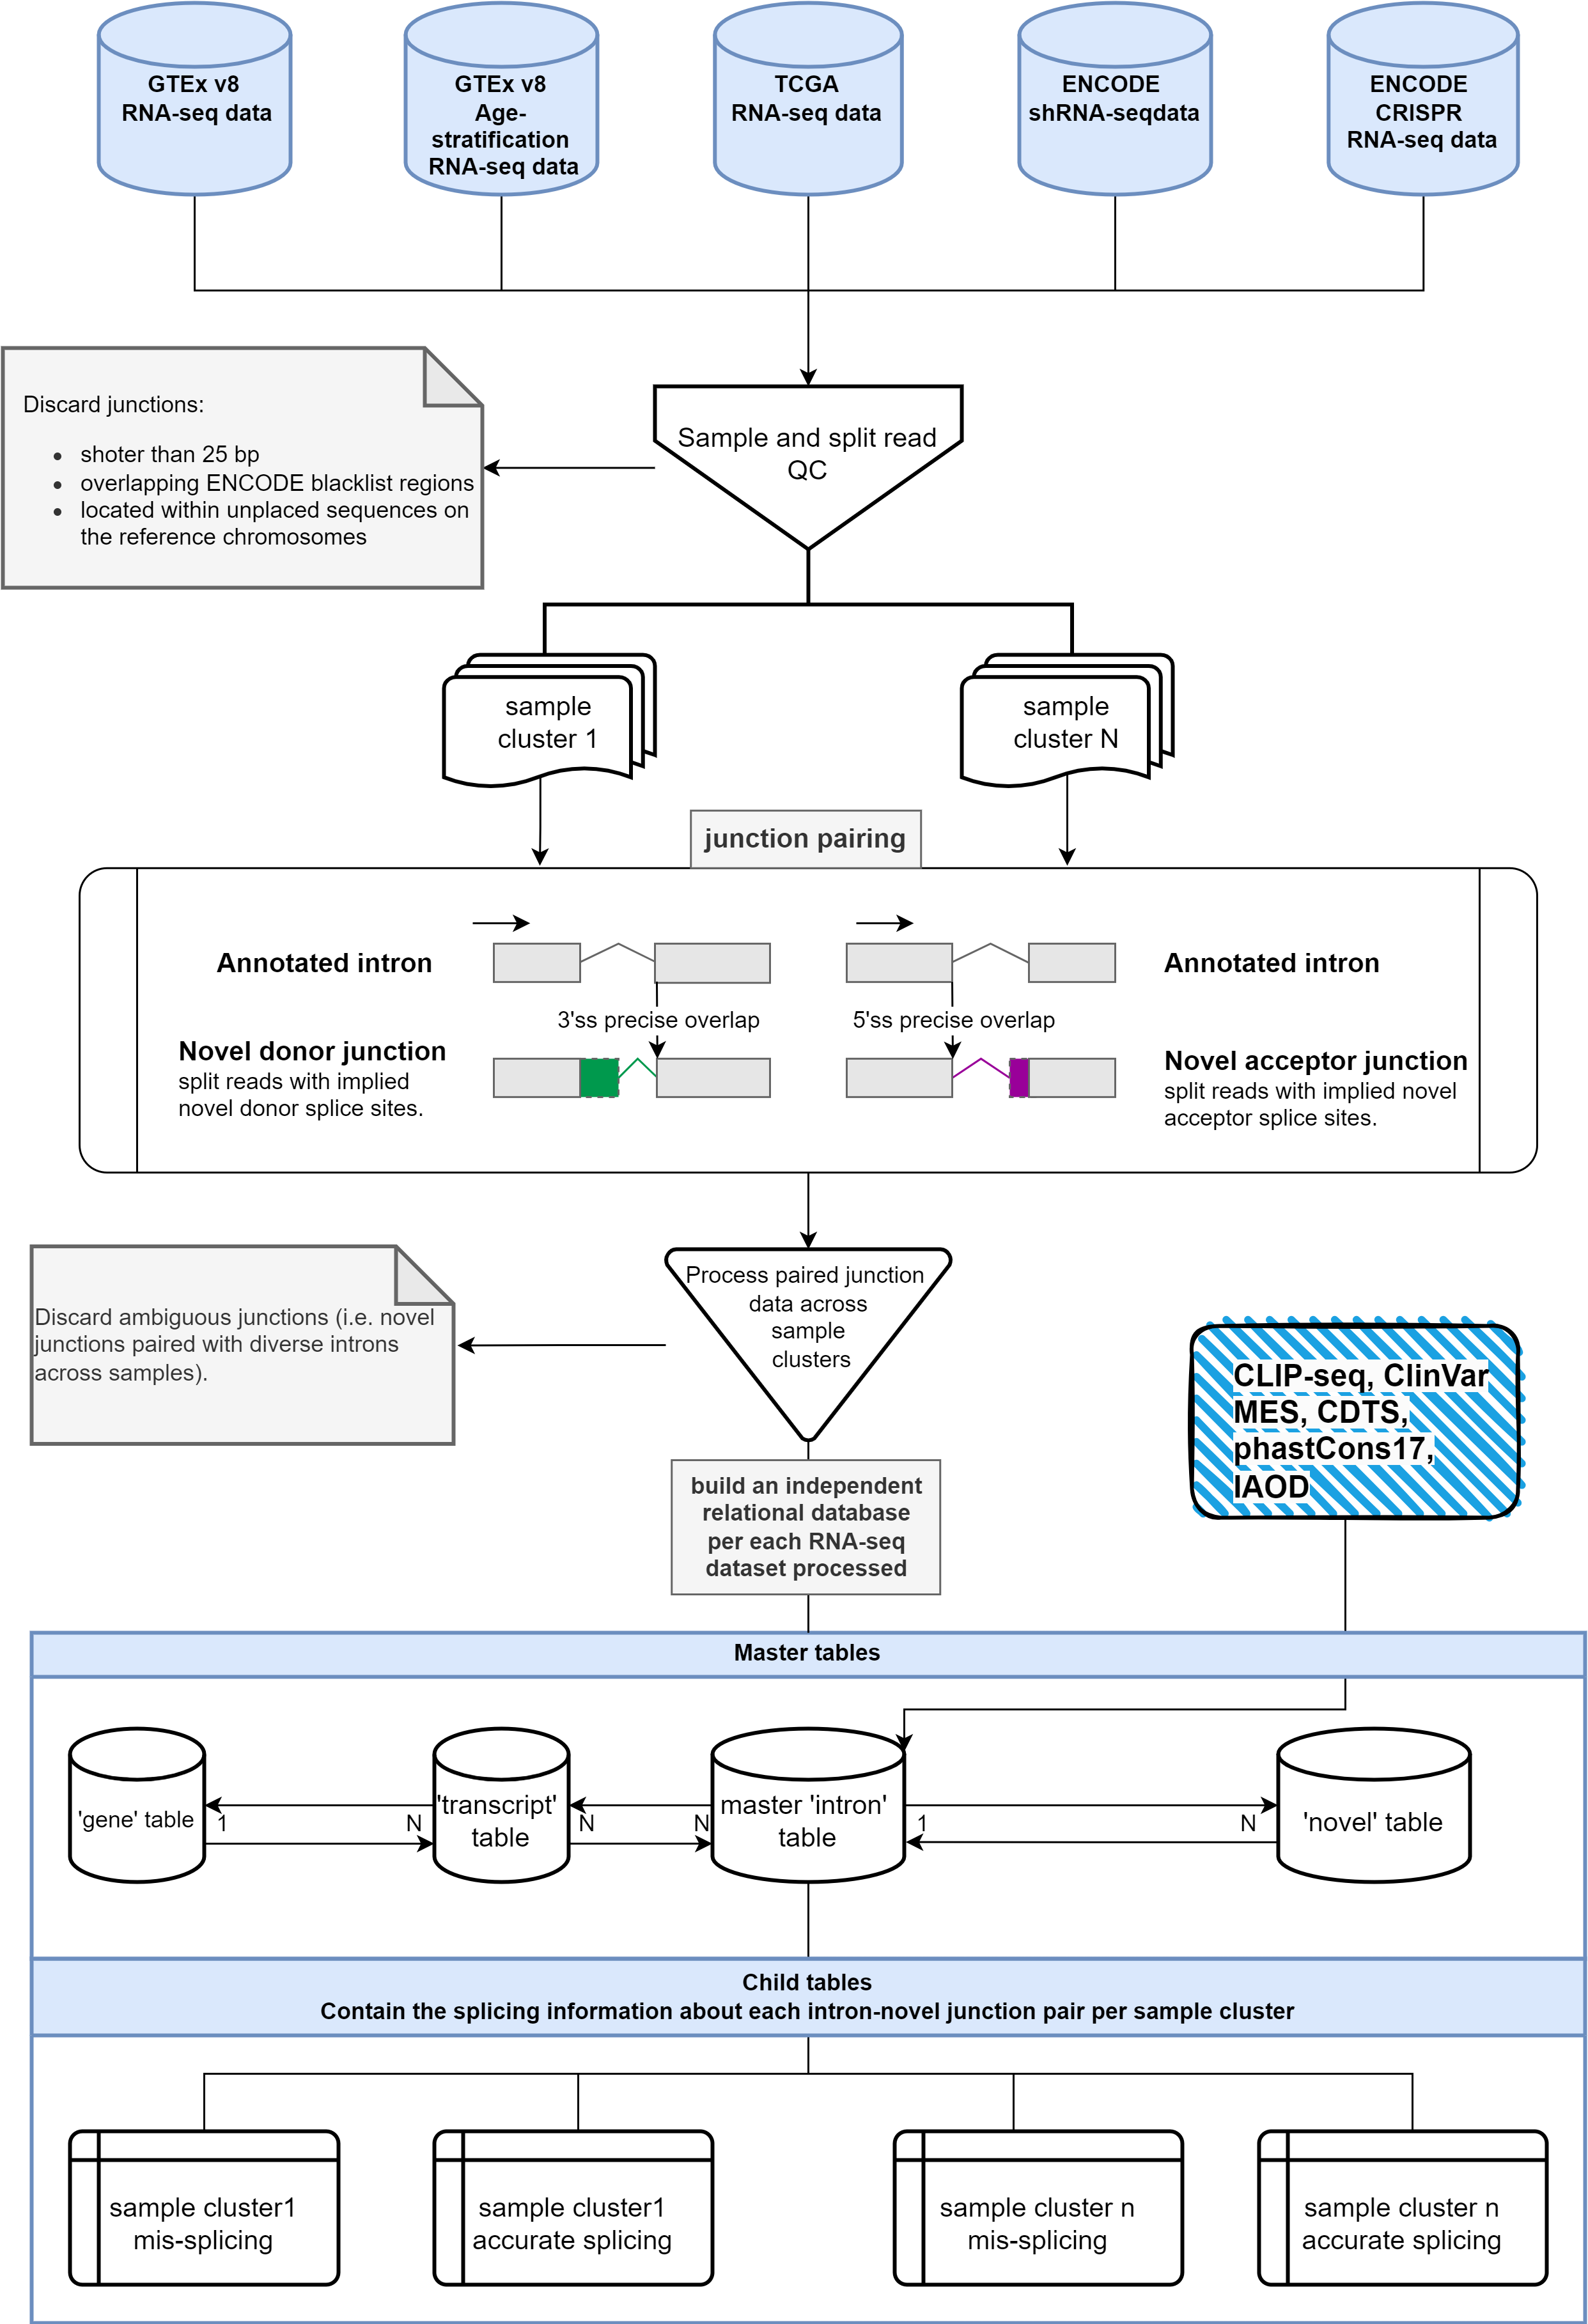 GTEx v8
RNA-seq data
GTEx v8
Age-
stratification
RNA-seq data
TCGA
RNA-seq data
ENCODE
shRNA-seqdata
ENCODE
CRISPR
RNA-seq data
Discard junctions:
• shoter than 25 bp
• overlapping ENCODE blacklist regions
• located within unplaced sequences on
the reference chromosomes
Sample and split read
QC
sample
cluster 1
sample
cluster N
junction pairing
Annotated intron
Annotated intron
3'ss precise overlap
5'ss precise overlap
Novel donor junction
split reads with implied
novel donor splice sites.
Novel acceptor junction
split reads with implied novel
acceptor splice sites.
Process paired junction
data across
sample
clusters
Discard ambiguous junctions (i.e. novel
junctions paired with diverse introns
across samples).
CLIP-seq, ClinVar
MES, CDTS,
phastCons17,
IAOD
build an independent
relational database
per each RNA-seq
dataset processed
Master tables
'gene' table
1
N
'transcript'
table
N
N
master 'intron'
table
1
N
'novel' table
Child tables
Contain the splicing information about each intron-novel junction pair per sample cluster
sample cluster1
mis-splicing
sample cluster1
accurate splicing
sample cluster n
mis-splicing
sample cluster n
accurate splicing